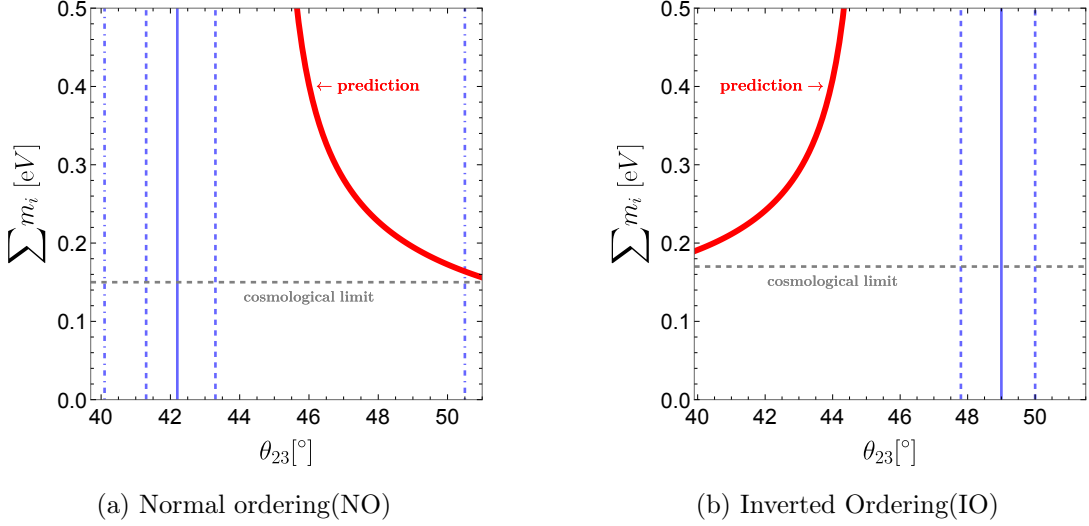 0.5
0.4
0.3
0.2
0.1
0.0
∑ m_i [eV]
← prediction
cosmological limit
40 42 44 46 48 50
θ_23[°]
(a) Normal ordering(NO)
0.5
0.4
0.3
0.2
0.1
0.0
∑ m_i [eV]
prediction →
cosmological limit
40 42 44 46 48 50
θ_23[°]
(b) Inverted Ordering(IO)